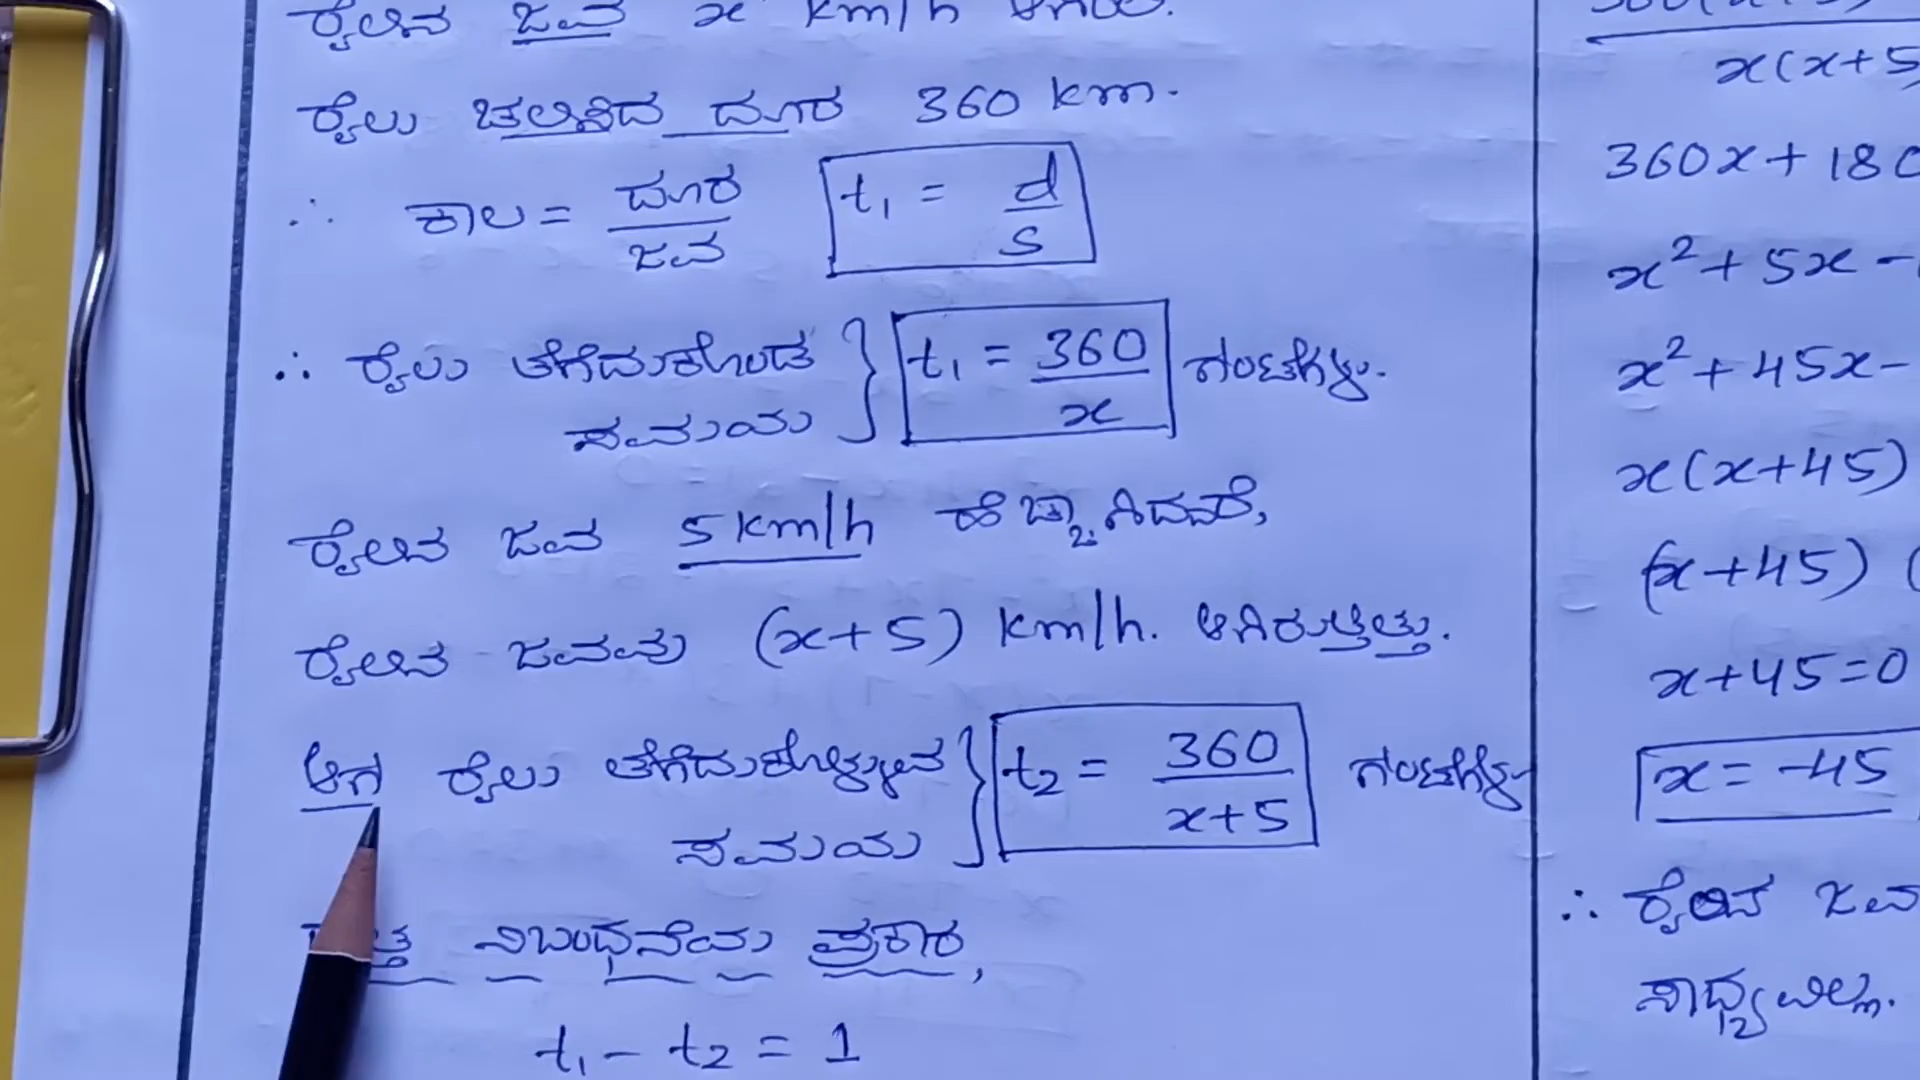 ರೈಲಿನ ಜವ x km/h ಆಗಿರಲಿ.
ರೈಲು ಚಲಿಸಿದ ದೂರ 360 km.
∴ ಕಾಲ = ದೂರ/ಜವ t₁ = d/s
∴ ರೈಲು ತೆಗೆದುಕೊಂಡ ಸಮಯ } t₁ = 360/x ಗಂಟೆಗಳು.
ರೈಲಿನ ಜವ 5 km/h ಹೆಚ್ಚಾಗಿದ್ದರೆ,
ರೈಲಿನ ಜವವು (x+5) km/h. ಆಗಿರುತ್ತಿತ್ತು.
ಆಗ ರೈಲು ತೆಗೆದುಕೊಳ್ಳುವ ಸಮಯ } t₂ = 360/x+5 ಗಂಟೆಗಳು
ನಿಬಂಧನೆಯ ಪ್ರಕಾರ,
t₁ - t₂ = 1
x(x+5
360x + 180
x² + 5x -
x² + 45x -
x(x+45)
(x+45) (
x+45=0
x = -45
∴ ರೈಲಿನ ಜವ
ಸಾಧ್ಯವಿಲ್ಲ.